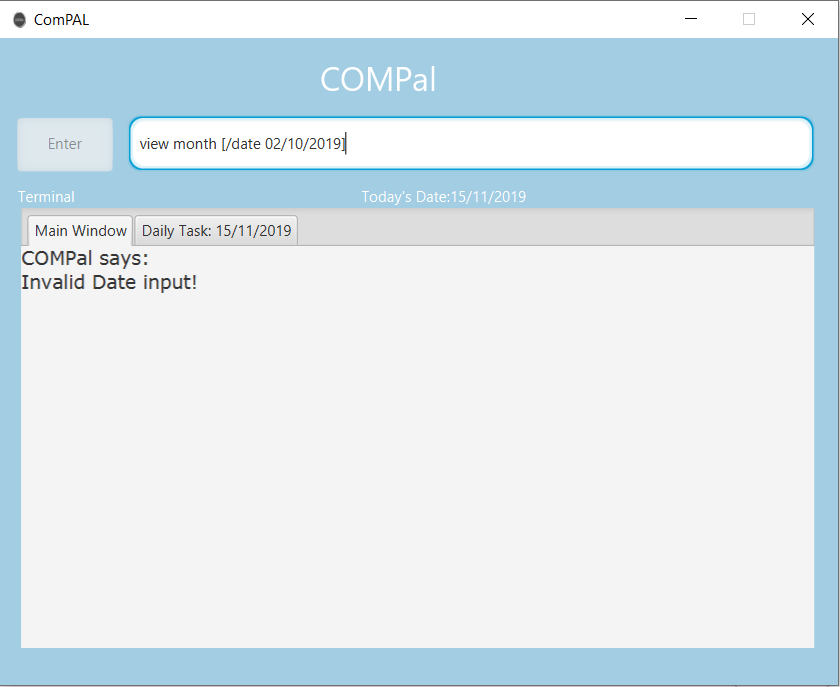 ComPAL
COMPal
Enter
view month [/date 02/10/2019]
Terminal
Today's Date:15/11/2019
Main Window
Daily Task: 15/11/2019
COMPal says:
Invalid Date input!